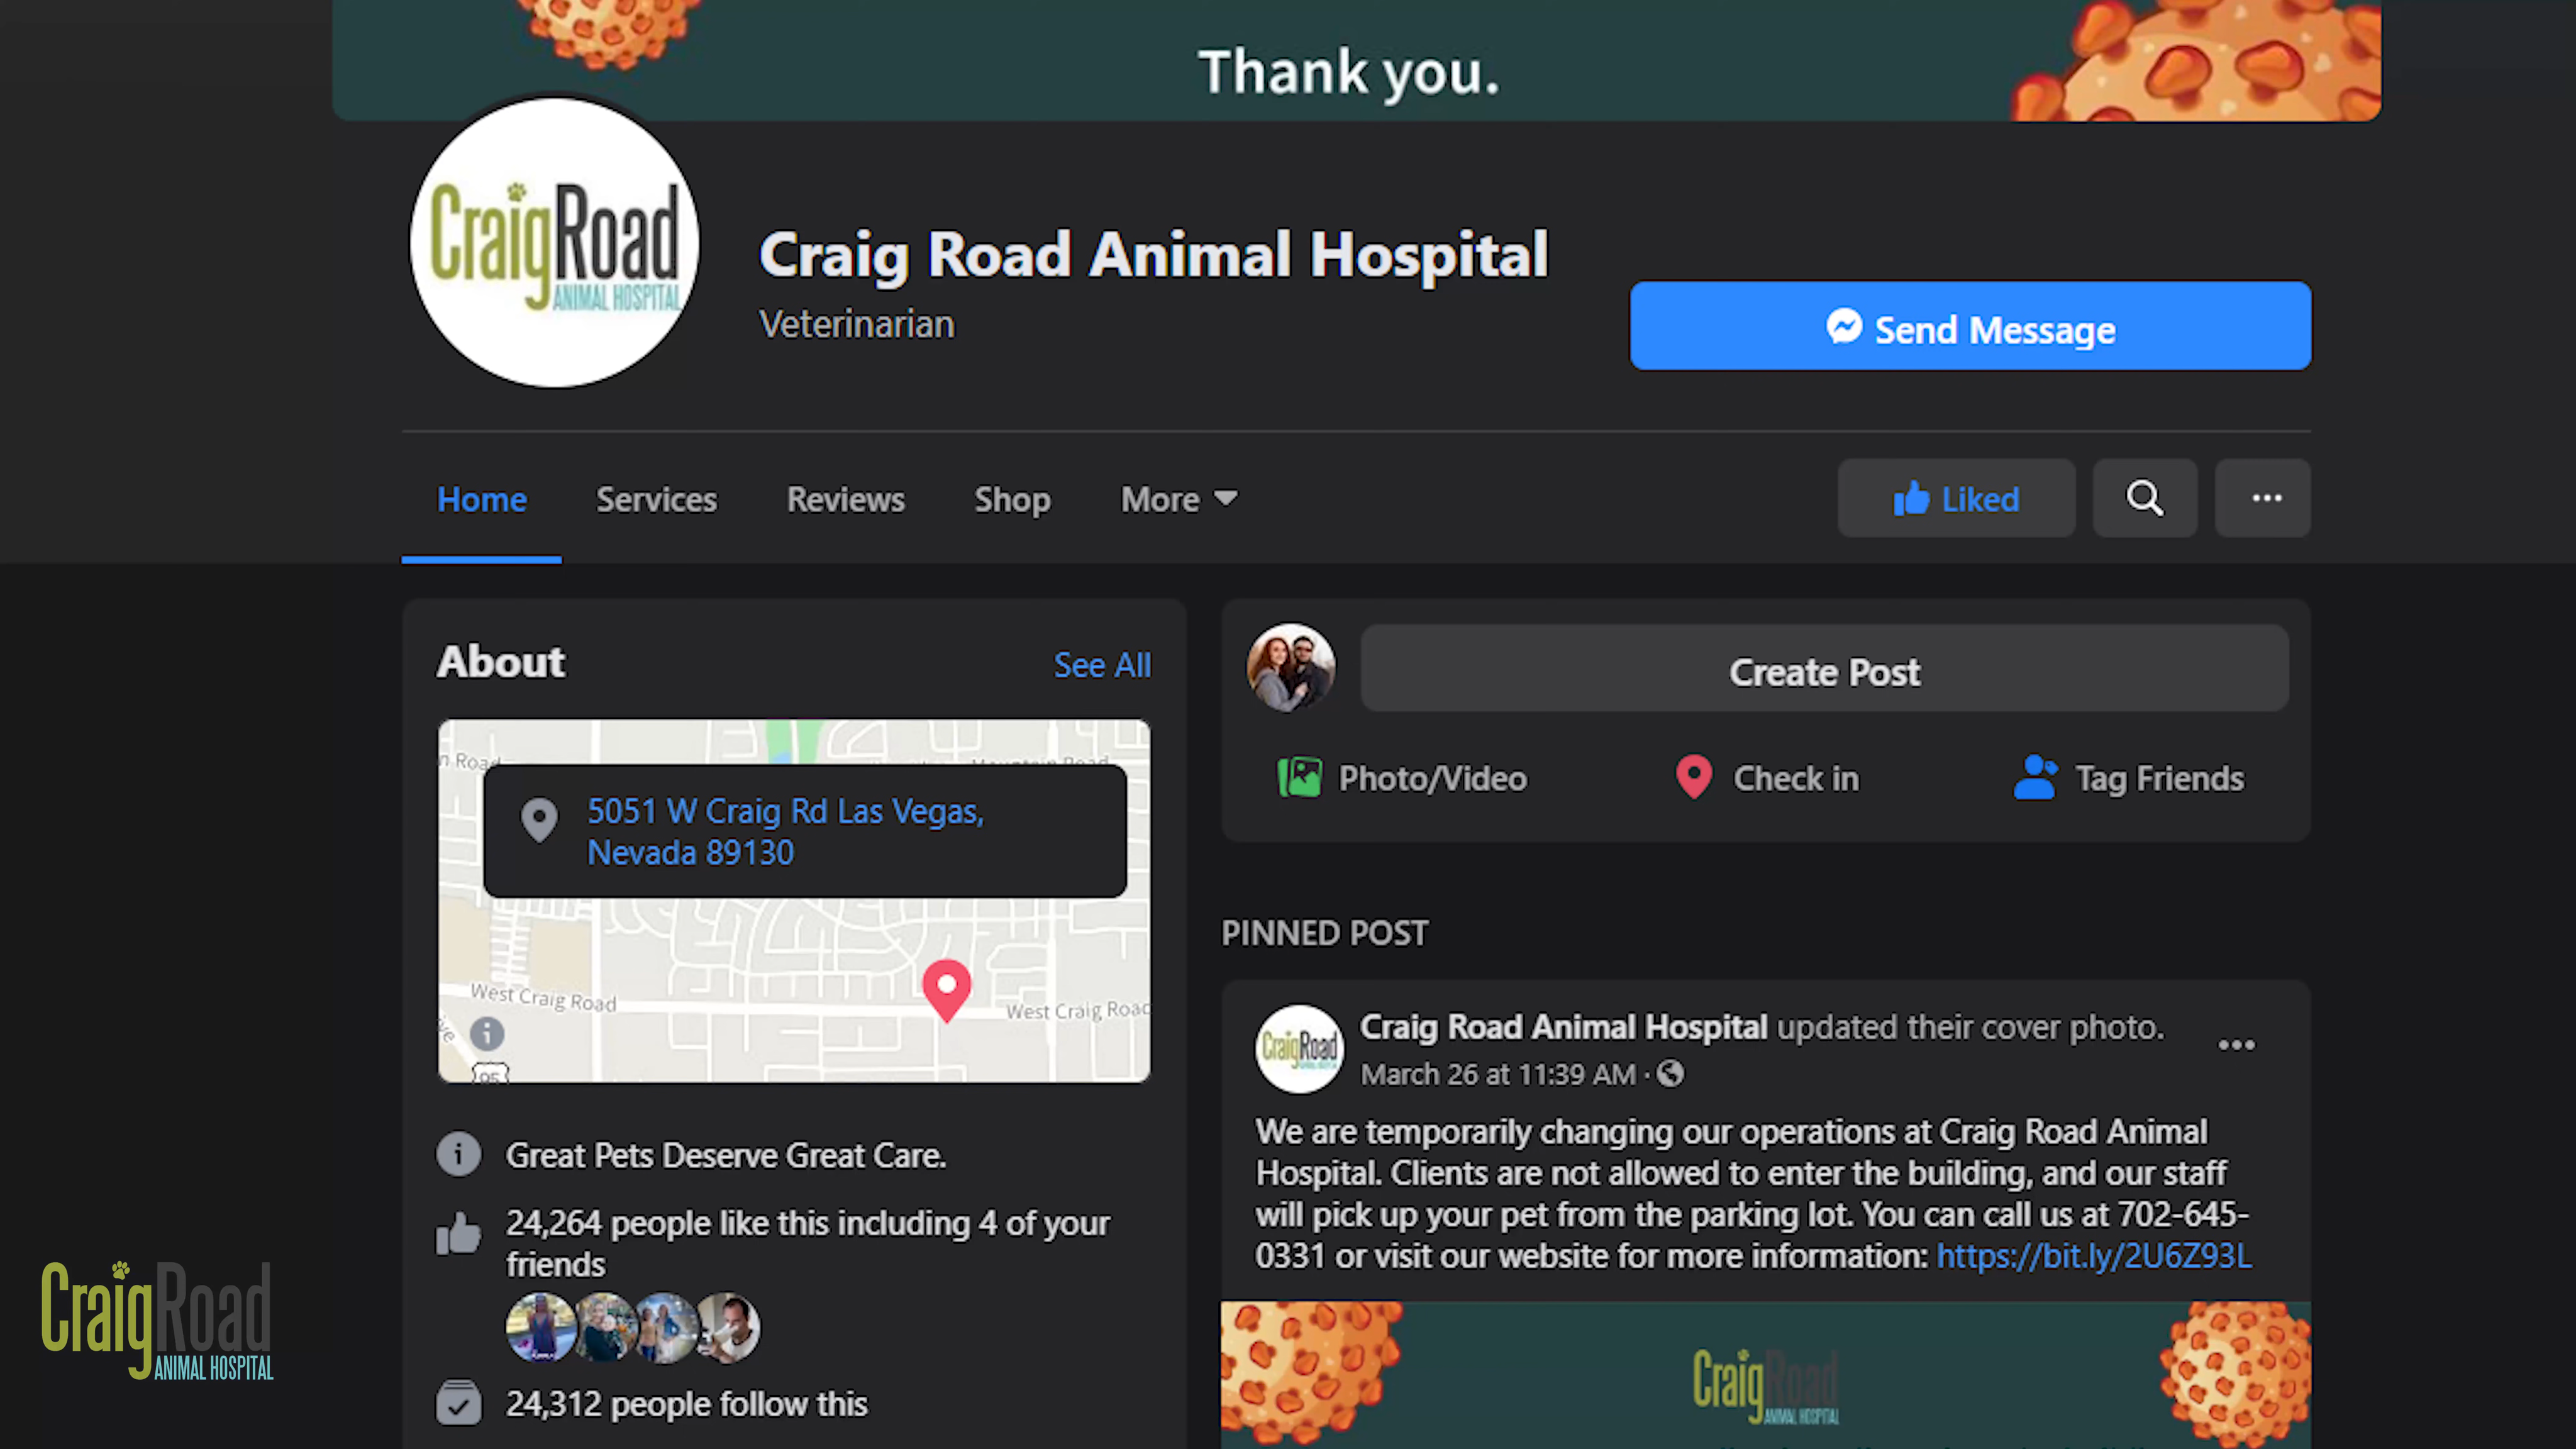 Thank you.
CraigRoad
ANIMAL HOSPITAL
Craig Road Animal Hospital
Veterinarian
Send Message
Home Services Reviews Shop More
Liked
About See All
n Road
5051 W Craig Rd Las Vegas,
Nevada 89130
West Craig Road
West Craig Road
95
Great Pets Deserve Great Care.
24,264 people like this including 4 of your
friends
24,312 people follow this
Create Post
Photo/Video Check in Tag Friends
PINNED POST
CraigRoad
Craig Road Animal Hospital updated their cover photo.
March 26 at 11:39 AM ·
We are temporarily changing our operations at Craig Road Animal
Hospital. Clients are not allowed to enter the building, and our staff
will pick up your pet from the parking lot. You can call us at 702-645-
0331 or visit our website for more information: https://bit.ly/2U6Z93L
CraigRoad
ANIMAL HOSPITAL
CraigRoad
ANIMAL HOSPITAL